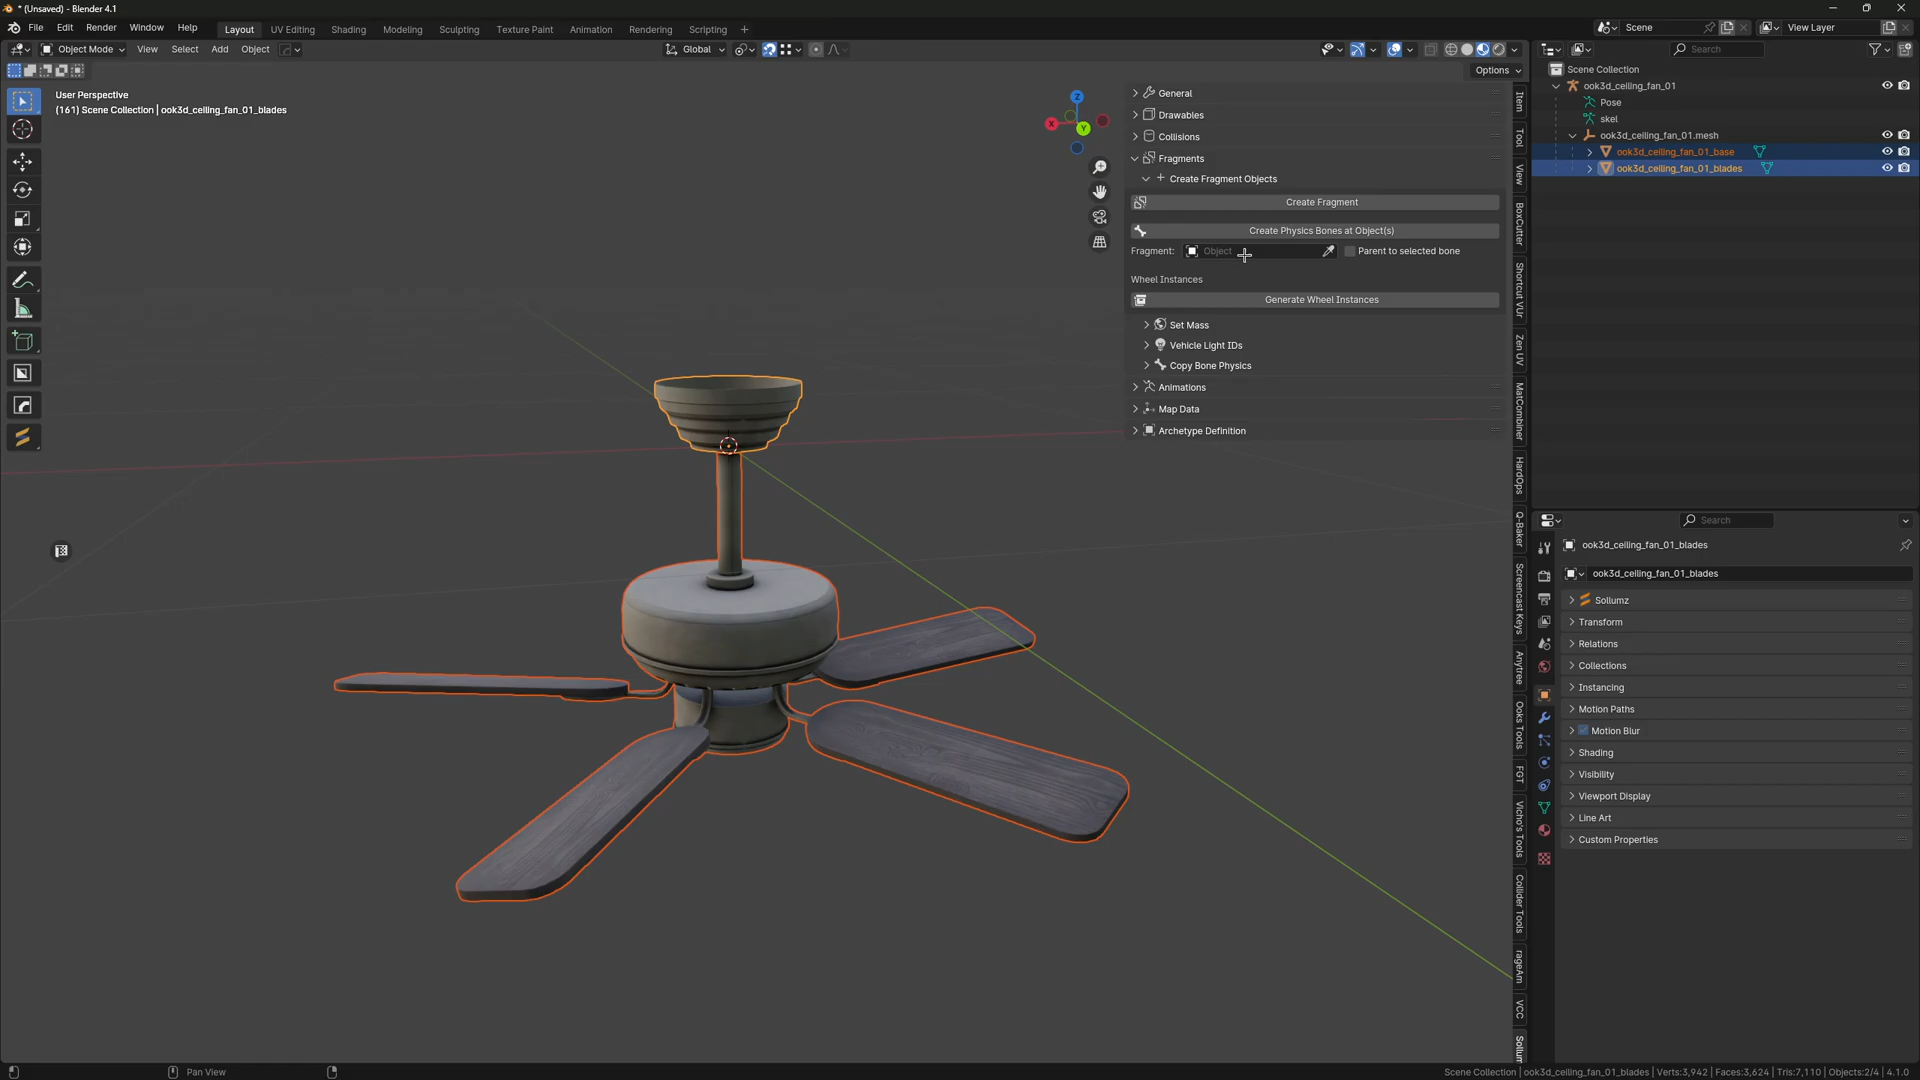 * (Unsaved) - Blender 4.1
File Edit Render Window Help
Layout UV Editing Shading Modeling Sculpting Texture Paint Animation Rendering Scripting +
Scene
View Layer
Object Mode View Select Add Object
Global
Search
Options
User Perspective
(161) Scene Collection | ook3d_ceiling_fan_01_blades
Z
X
Y
General
Drawables
Collisions
Fragments
Create Fragment Objects
Create Fragment
Create Physics Bones at Object(s)
Fragment: Object Parent to selected bone
Wheel Instances
Generate Wheel Instances
Set Mass
Vehicle Light IDs
Copy Bone Physics
Animations
Map Data
Archetype Definition
Item
Tool
View
BoxCutter
Shortcut VUr
Zen UV
MatCombiner
HardOps
Q-Baker
Screencast Keys
Anytree
Ooks Tools
FGT
Vicho's Tools
Collider Tools
rageAm
VCC
Sollum
Scene Collection
ook3d_ceiling_fan_01
Pose
skel
ook3d_ceiling_fan_01.mesh
ook3d_ceiling_fan_01_base
ook3d_ceiling_fan_01_blades
Search
ook3d_ceiling_fan_01_blades
ook3d_ceiling_fan_01_blades
Sollumz
Transform
Relations
Collections
Instancing
Motion Paths
Motion Blur
Shading
Visibility
Viewport Display
Line Art
Custom Properties
Pan View
Scene Collection | ook3d_ceiling_fan_01_blades | Verts:3,942 | Faces:3,624 | Tris:7,110 | Objects:2/4 | 4.1.0